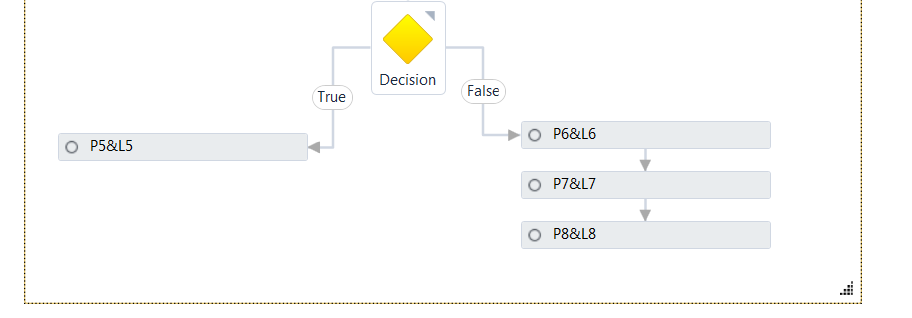 Decision
True
False
P5&L5
P6&L6
P7&L7
P8&L8